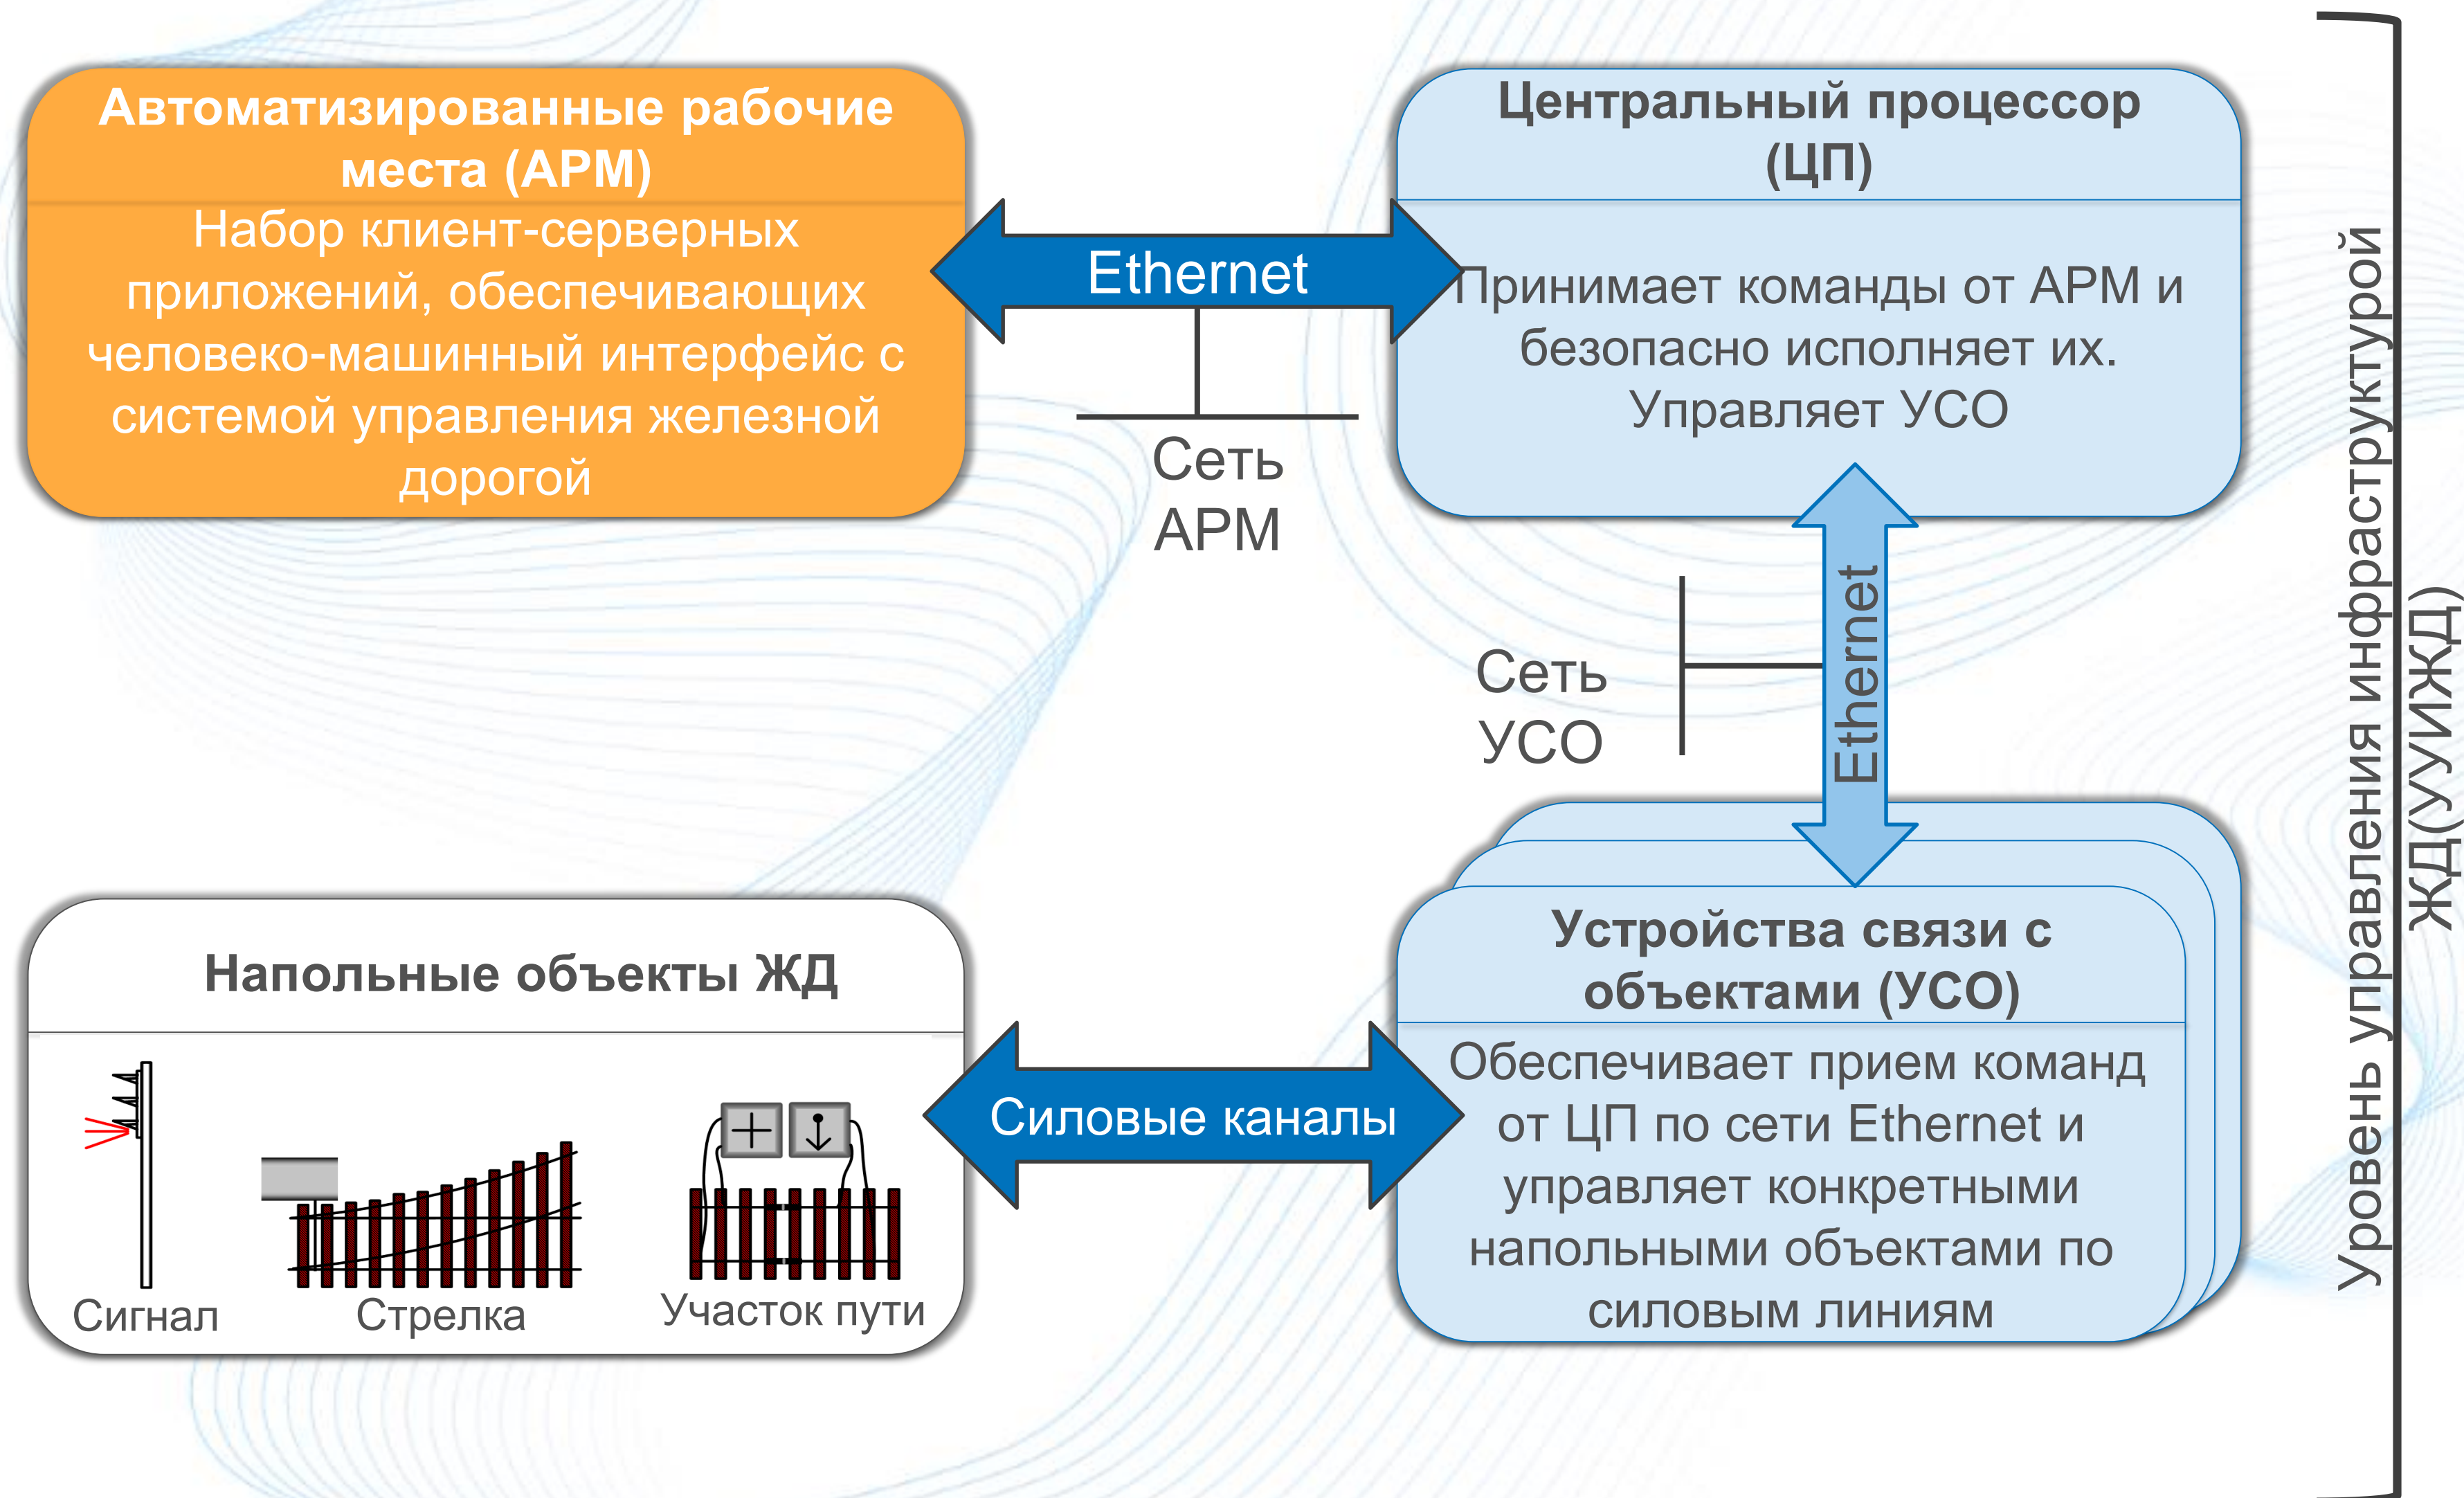 Автоматизированные рабочие
места (АРМ)
Набор клиент-серверных
приложений, обеспечивающих
человеко-машинный интерфейс с
системой управления железной
дорогой
Ethernet
Сеть
АРМ
Центральный процессор
(ЦП)
Принимает команды от АРМ и
безопасно исполняет их.
Управляет УСО
Ethernet
Сеть
УСО
Устройства связи с
объектами (УСО)
Обеспечивает прием команд
от ЦП по сети Ethernet и
управляет конкретными
напольными объектами по
силовым линиям
Силовые каналы
Напольные объекты ЖД
Сигнал
Стрелка
Участок пути
Уровень управления инфраструктурой
ЖД(УУИЖД)